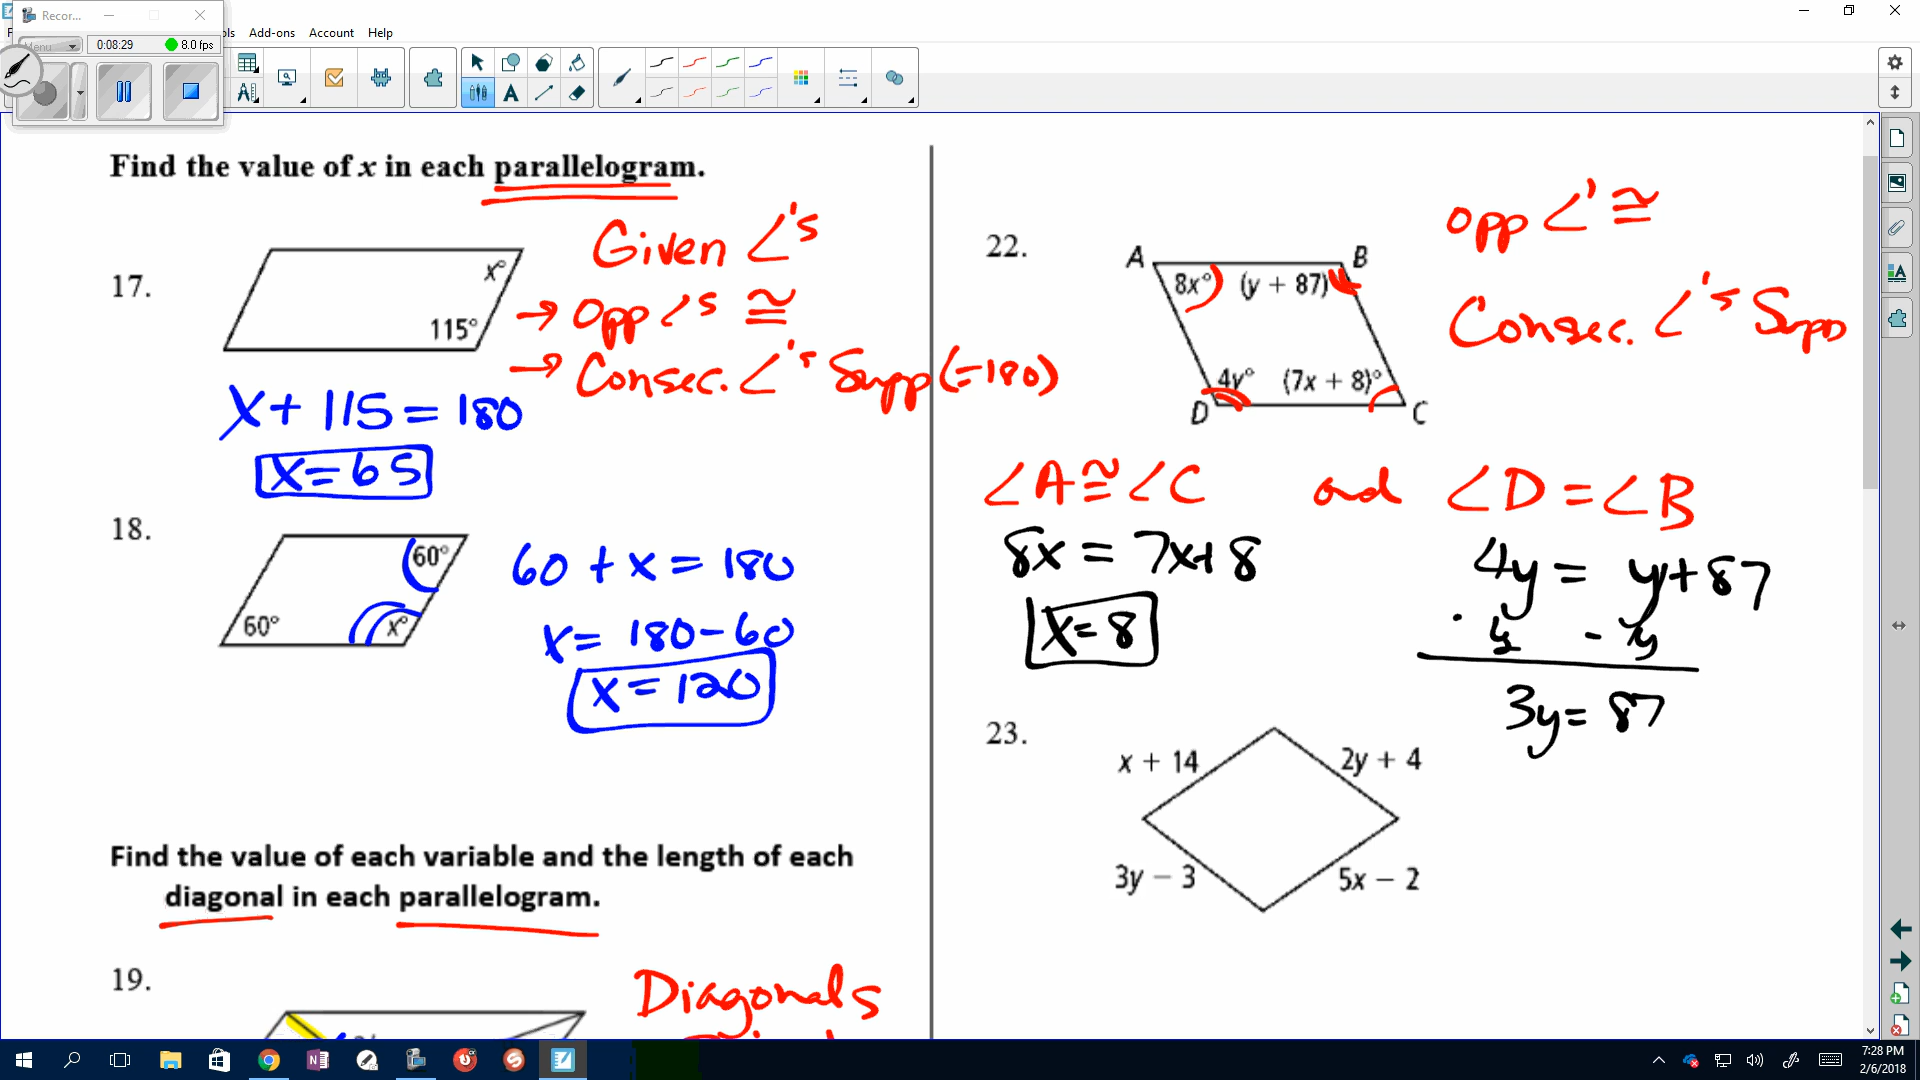 Recor...
Menu
0:08:29
8.0 fps
ols Add-ons Account Help
Find the value of x in each parallelogram.
17.
x°
115°
Given ∠'s
→ Opp ∠s ≅
→ Consec. ∠'s Supp (=180)
x + 115 = 180
x = 65
18.
60°
60°
x°
60 + x = 180
x = 180 - 60
x = 120
Find the value of each variable and the length of each
diagonal in each parallelogram.
19.
Diagonals
22.
A
B
8x°
(y + 87)
4y°
(7x + 8)°
D
C
Opp ∠' ≅
Consec. ∠'s Supp
∠A ≅ ∠C and ∠D = ∠B
8x = 7x+8
x = 8
4y = y+87
- y - y
3y = 87
23.
x + 14
2y + 4
3y − 3
5x − 2
7:28 PM
2/6/2018